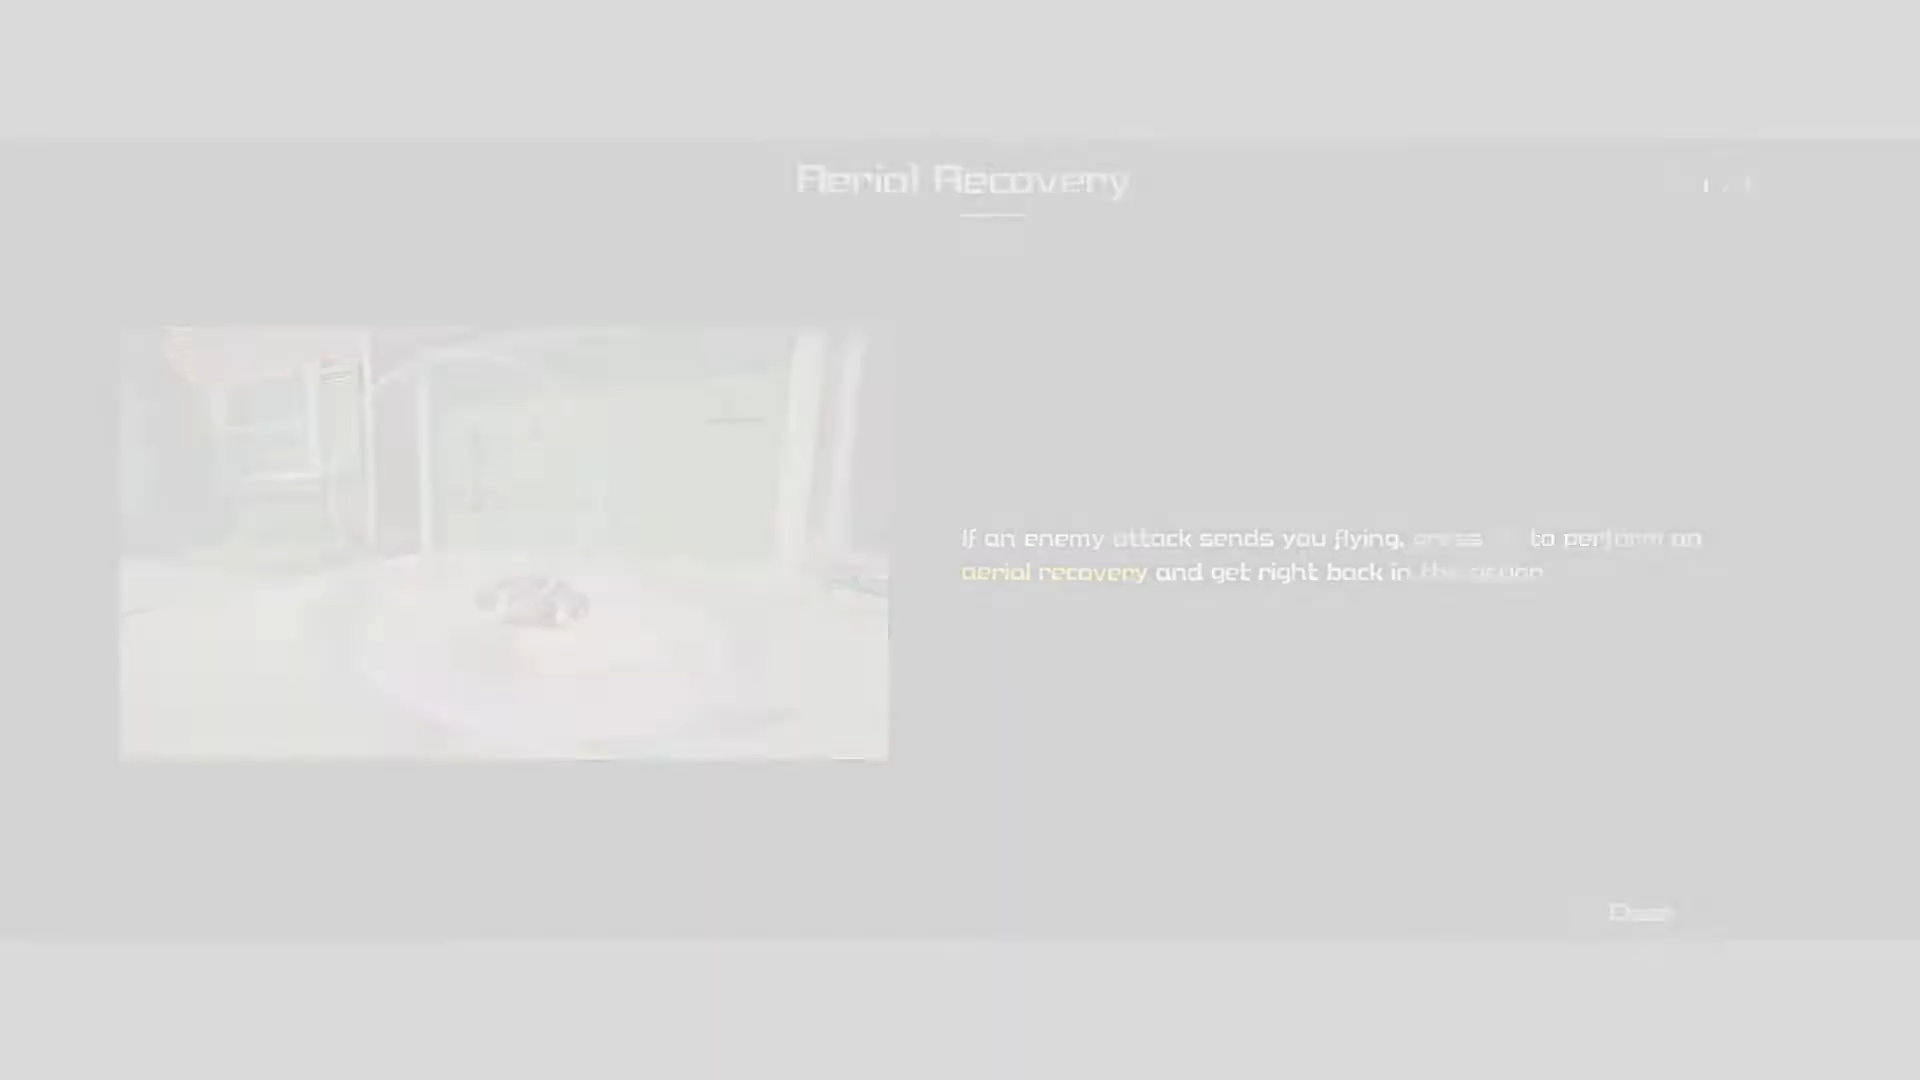 Aerial Recovery
If an enemy attack sends you flying, press to perform an
aerial recovery and get right back in the action